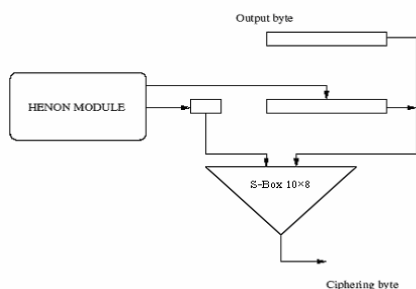 Output byte
HENON MODULE
S-Box 10×8
Ciphering byte